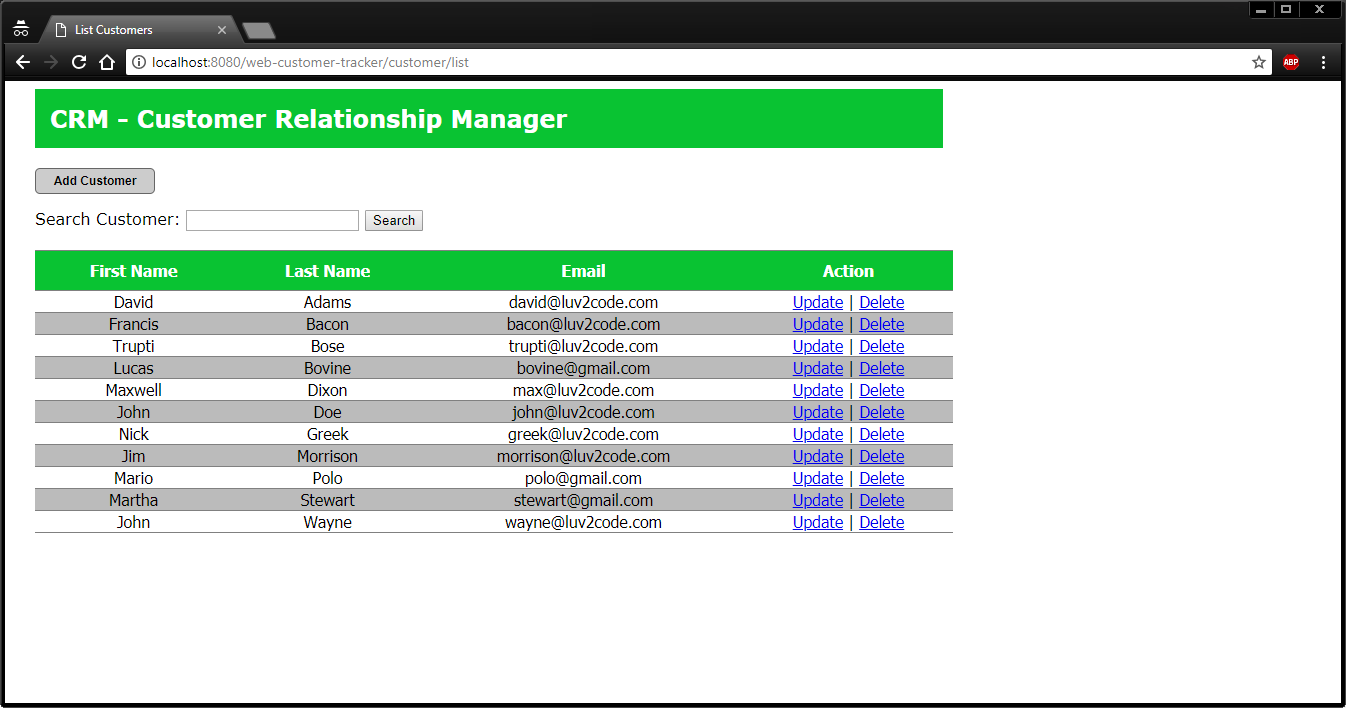 List Customers
localhost:8080/web-customer-tracker/customer/list
ABP
CRM - Customer Relationship Manager
Add Customer
Search Customer: Search
First Name Last Name Email Action
David Adams david@luv2code.com Update | Delete
Francis Bacon bacon@luv2code.com Update | Delete
Trupti Bose trupti@luv2code.com Update | Delete
Lucas Bovine bovine@gmail.com Update | Delete
Maxwell Dixon max@luv2code.com Update | Delete
John Doe john@luv2code.com Update | Delete
Nick Greek greek@luv2code.com Update | Delete
Jim Morrison morrison@luv2code.com Update | Delete
Mario Polo polo@gmail.com Update | Delete
Martha Stewart stewart@gmail.com Update | Delete
John Wayne wayne@luv2code.com Update | Delete